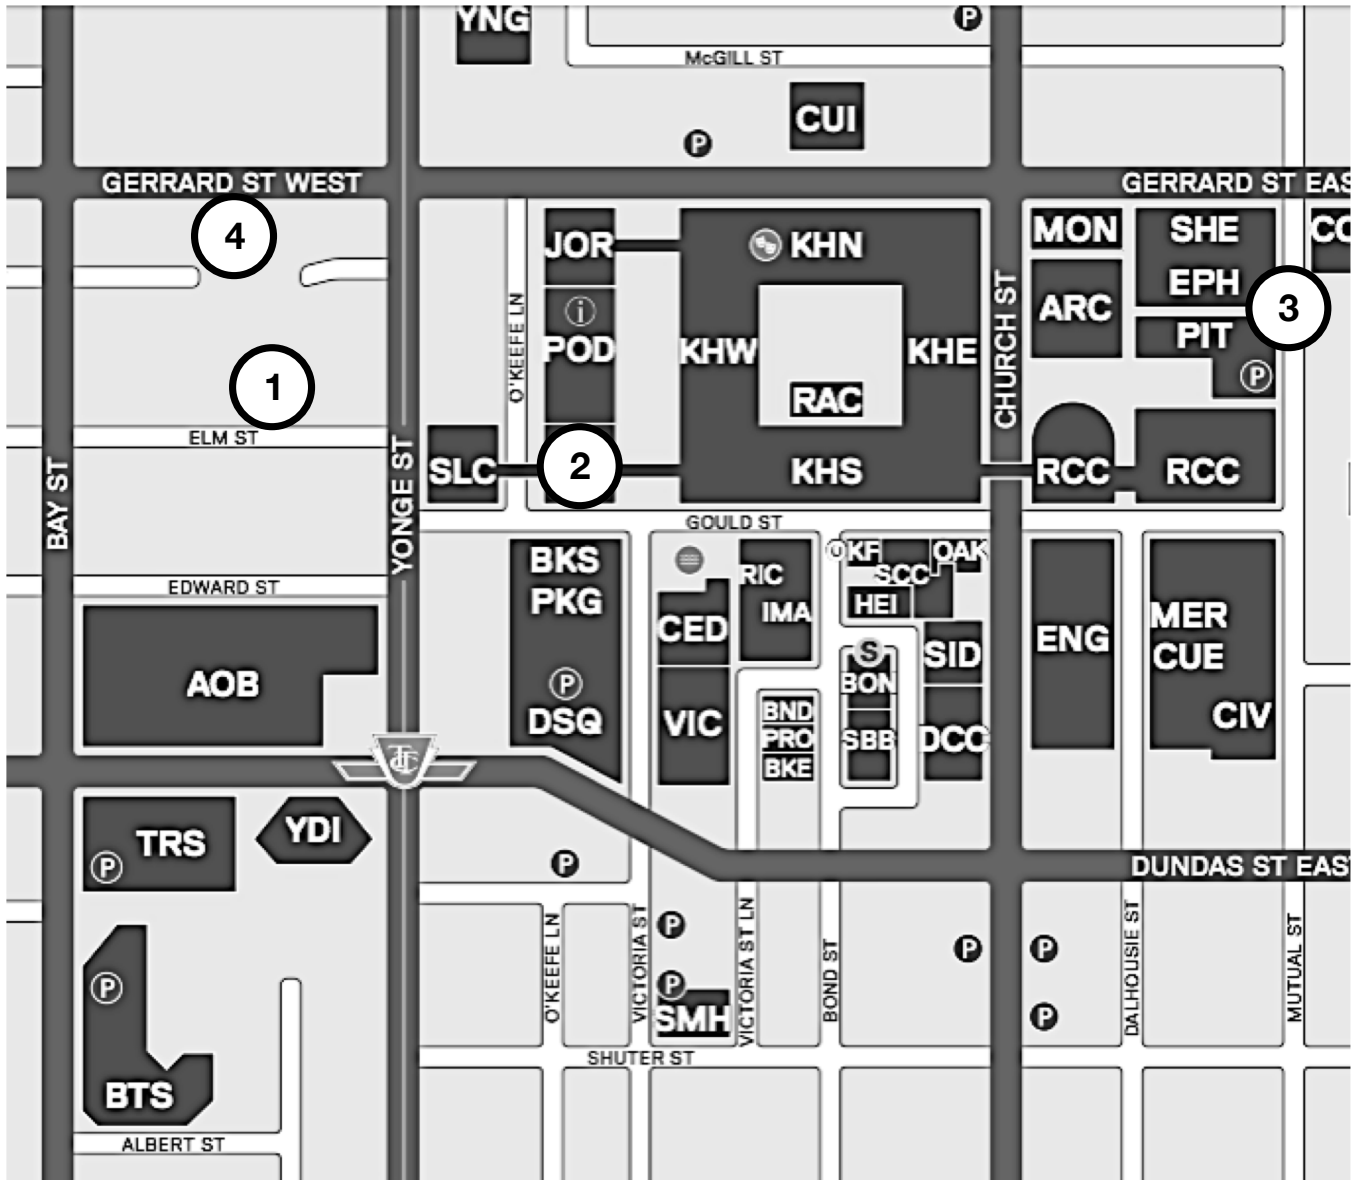 YNG
P
McGILL ST
CUI
P
GERRARD ST WEST
GERRARD ST EAS
4
JOR
KHN
MON
SHE
CO
EPH
ARC
3
i
POD
O'KEEFE LN
KHW
KHE
CHURCH ST
PIT
P
1
RAC
ELM ST
BAY ST
YONGE ST
SLC
2
KHS
RCC
RCC
GOULD ST
BKS
PKG
RIC
IMA
KF
OAK
SCC
HEI
EDWARD ST
CED
ENG
MER
CUE
S
SID
BON
AOB
P
DSQ
VIC
BND
PRO
BKE
SBB
DCC
CIV
TTC
TRS
P
YDI
P
DUNDAS ST EAS
O'KEEFE LN
VICTORIA ST
P
P
SMH
VICTORIA ST LN
BOND ST
P
P
P
DALHOUSIE ST
MUTUAL ST
P
BTS
SHUTER ST
ALBERT ST